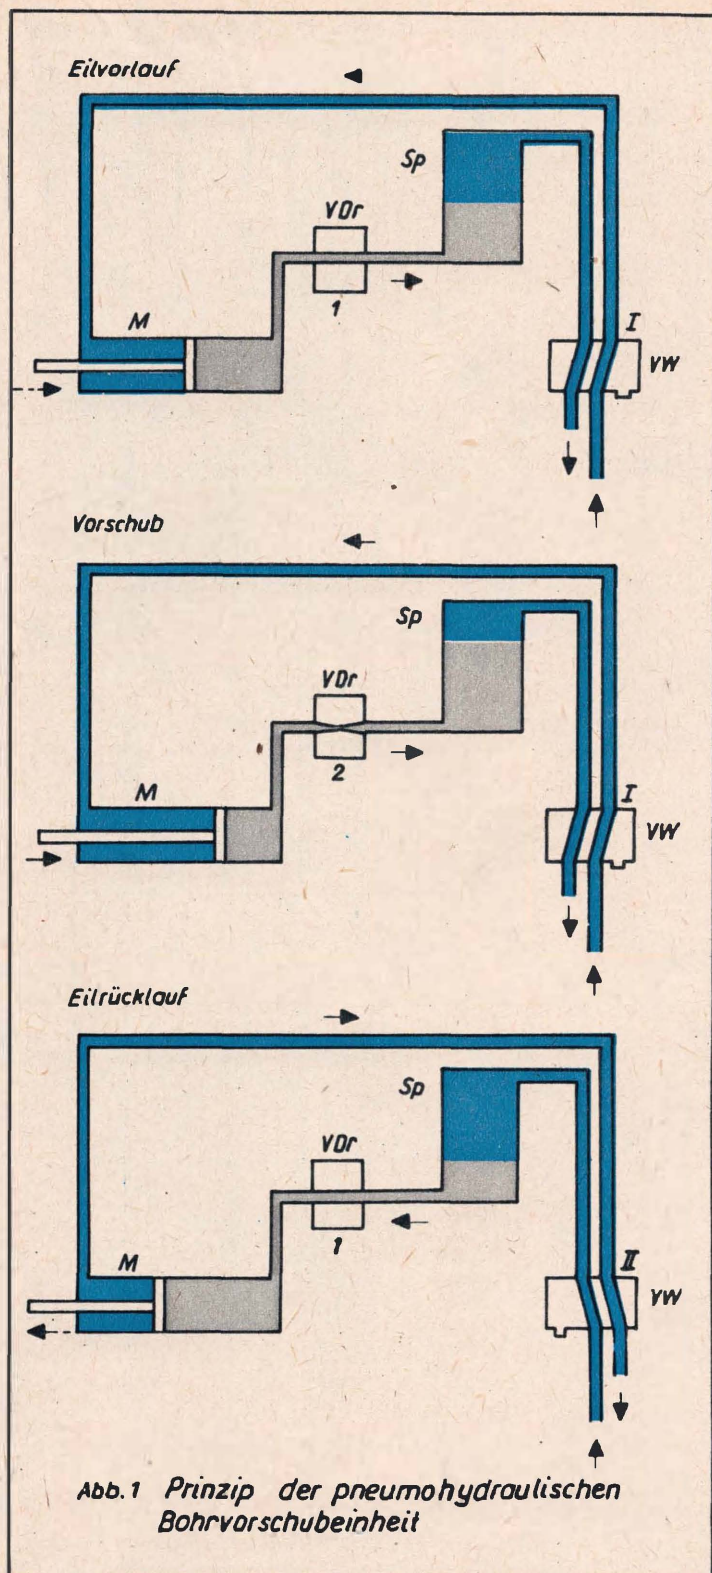 Eilvorlauf
Sp
VDr
1
M
I
VW
Vorschub
Sp
VDr
2
M
I
VW
Eilrücklauf
Sp
VDr
1
M
II
VW
Abb.1 Prinzip der pneumohydraulischen
Bohrvorschubeinheit